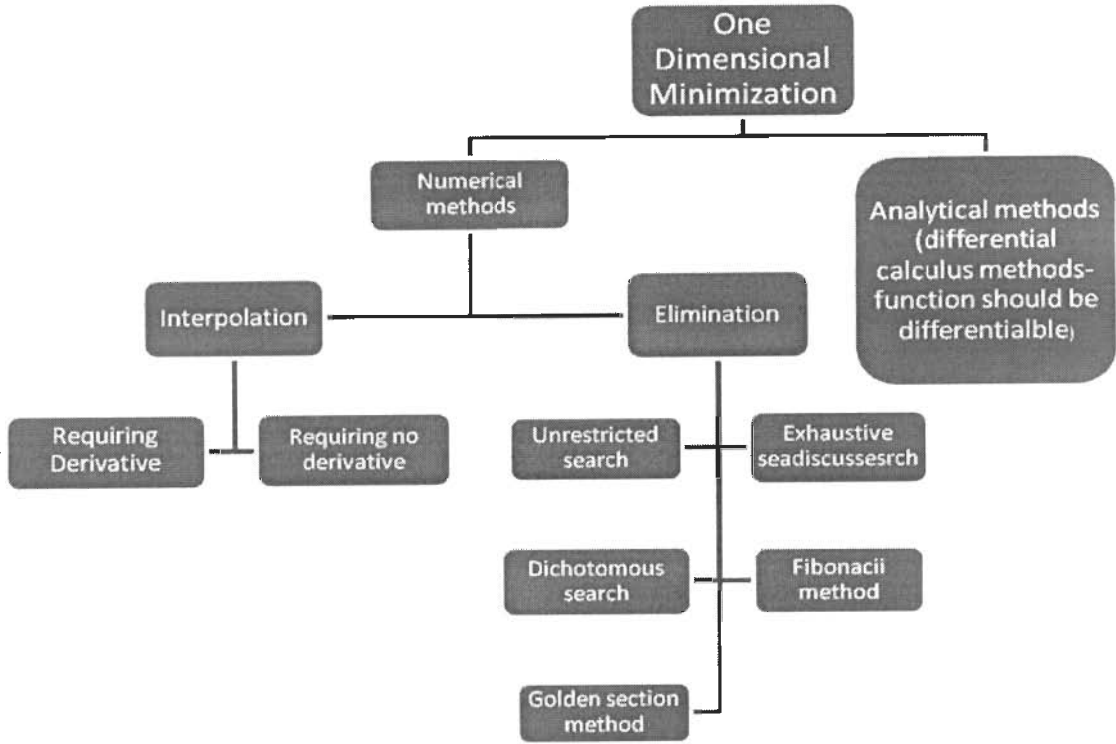 One
Dimensional
Minimization
Numerical
methods
Analytical methods
(differential
calculus methods-
function should be
differentialble)
Interpolation
Elimination
Requiring
Derivative
Requiring no
derivative
Unrestricted
search
Exhaustive
seadiscussesrch
Dichotomous
search
Fibonacii
method
Golden section
method